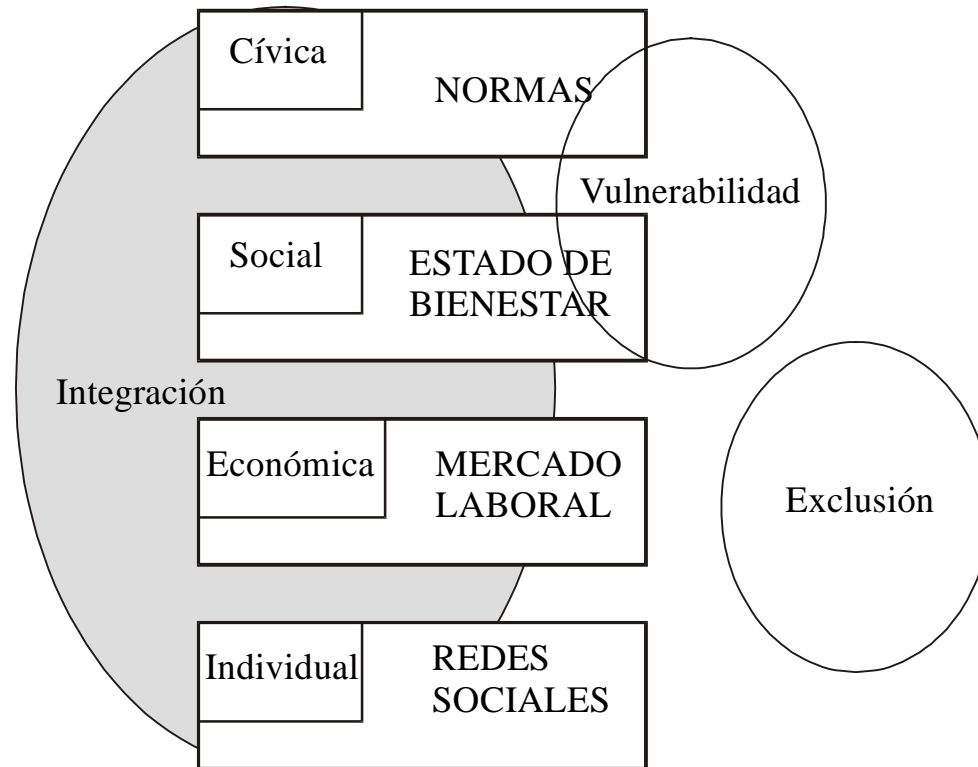 Cívica
NORMAS
Vulnerabilidad
Social
ESTADO DE
BIENESTAR
Integración
Económica
MERCADO
LABORAL
Exclusión
Individual
REDES
SOCIALES